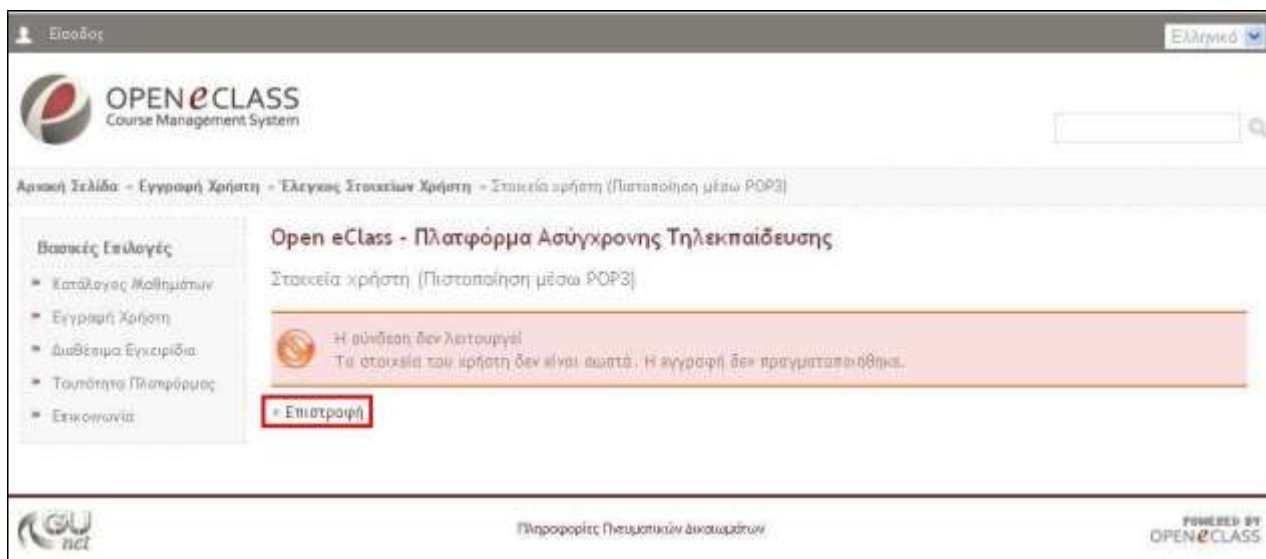 Είσοδος
Ελληνικά
OPEN eCLASS
Course Management System
Αρχική Σελίδα » Εγγραφή Χρήστη » Έλεγχος Στοιχείων Χρήστη » Στοιχεία χρήστη (Πιστοποίηση μέσω POP3)
Βασικές Επιλογές
Κατάλογος Μαθημάτων
Εγγραφή Χρήστη
Διαθέσιμα Εγχειρίδια
Ταυτότητα Πλατφόρμας
Επικοινωνία
Open eClass - Πλατφόρμα Ασύγχρονης Τηλεκπαίδευσης
Στοιχεία χρήστη (Πιστοποίηση μέσω POP3)
Η σύνδεση δεν λειτουργεί
Τα στοιχεία του χρήστη δεν είναι σωστά. Η εγγραφή δεν πραγματοποιήθηκε.
» Επιστροφή
GU net
Πληροφορίες Πνευματικών Δικαιωμάτων
POWERED BY
OPEN eCLASS